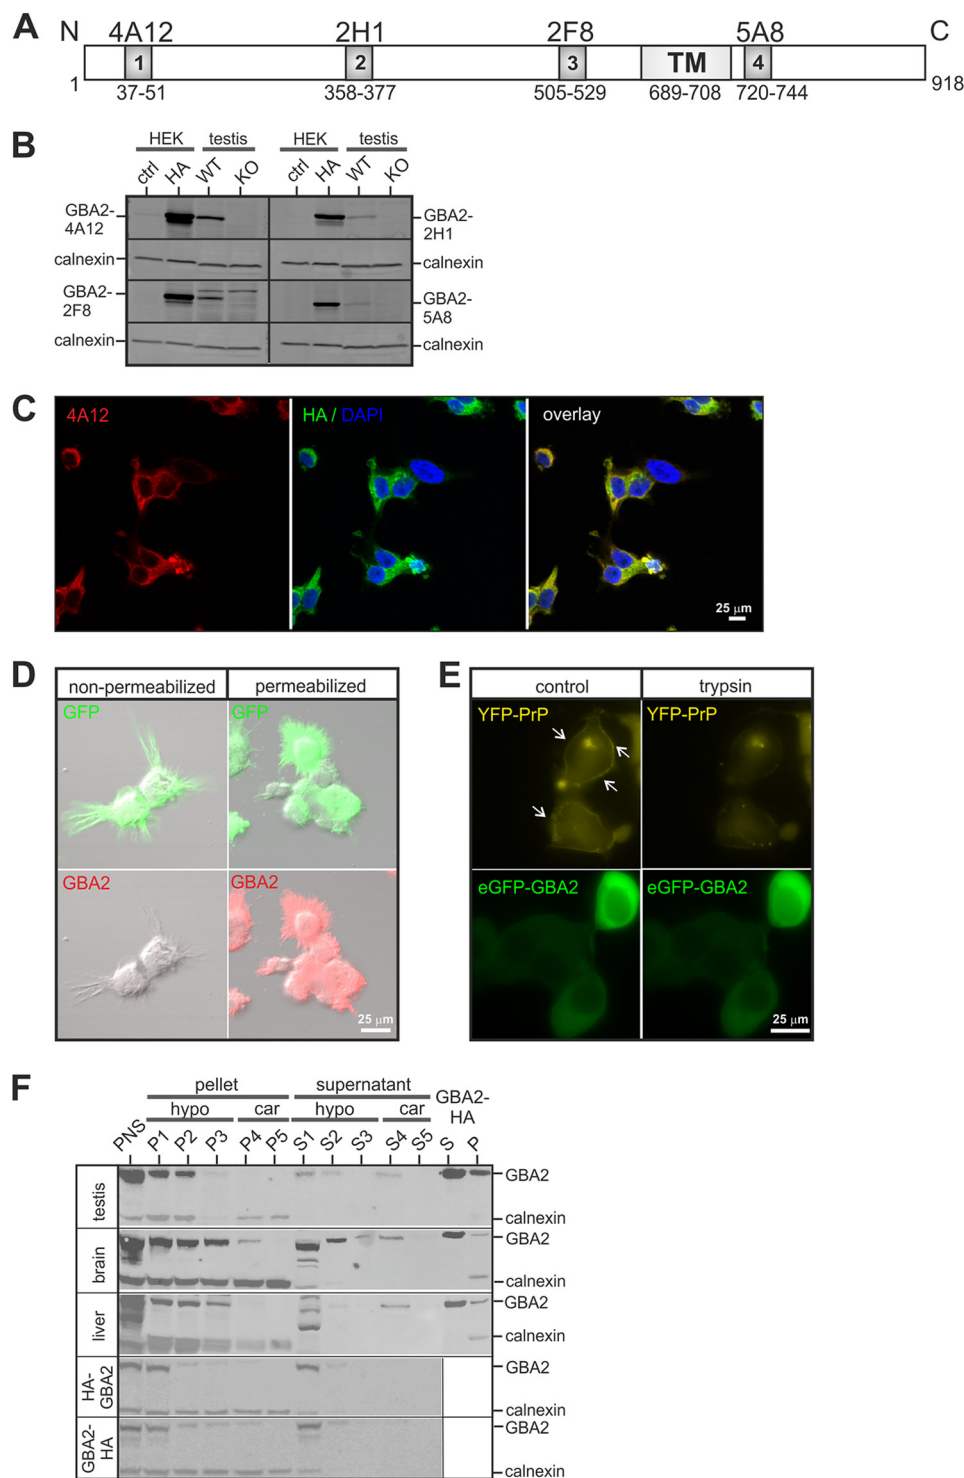 A
N 4A12 2H1 2F8 5A8 C
1 2 3 TM 4
1 37-51 358-377 505-529 689-708 720-744 918
B
HEK testis HEK testis
ctrl HA WT KO ctrl HA WT KO
GBA2-4A12 GBA2-2H1
calnexin calnexin
GBA2-2F8 GBA2-5A8
calnexin calnexin
C
4A12 HA / DAPI overlay
25 µm
D
non-permeabilized permeabilized
GFP GFP
GBA2 GBA2
25 µm
E
control trypsin
YFP-PrP YFP-PrP
eGFP-GBA2 eGFP-GBA2
25 µm
F
pellet supernatant GBA2-HA
hypo car hypo car
PNS P1 P2 P3 P4 P5 S1 S2 S3 S4 S5 S P
testis GBA2
calnexin
brain GBA2
calnexin
liver GBA2
calnexin
HA-GBA2 GBA2
calnexin
GBA2-HA GBA2
calnexin